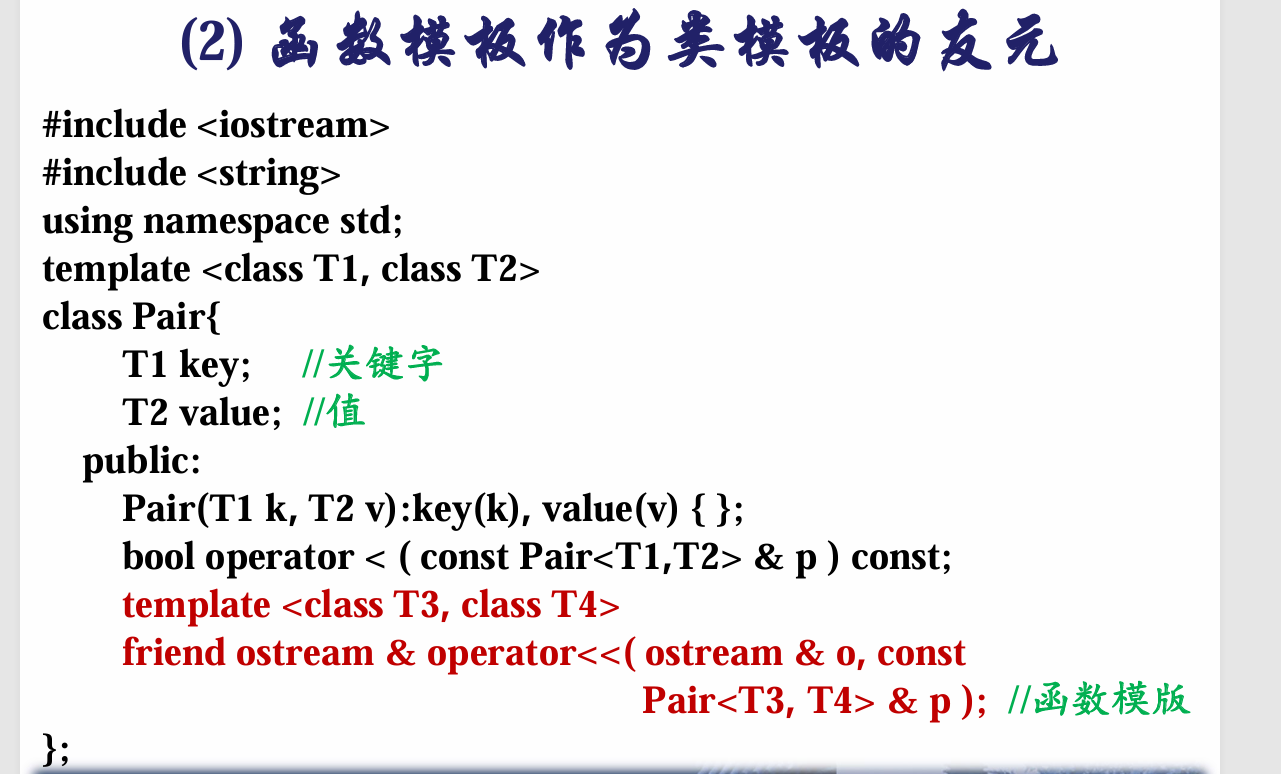 (2) 函数模板作为类模板的友元
#include <iostream>
#include <string>
using namespace std;
template <class T1, class T2>
class Pair{
T1 key; //关键字
T2 value; //值
public:
Pair(T1 k, T2 v):key(k), value(v) { };
bool operator < ( const Pair<T1,T2> & p ) const;
template <class T3, class T4>
friend ostream & operator<<( ostream & o, const
Pair<T3, T4> & p ); //函数模版
};